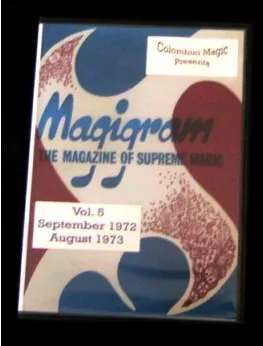 Colombini Magic
Presents
Magigram
THE MAGAZINE OF SUPREME MAGIC
Vol. 5
September 1972
August 1973